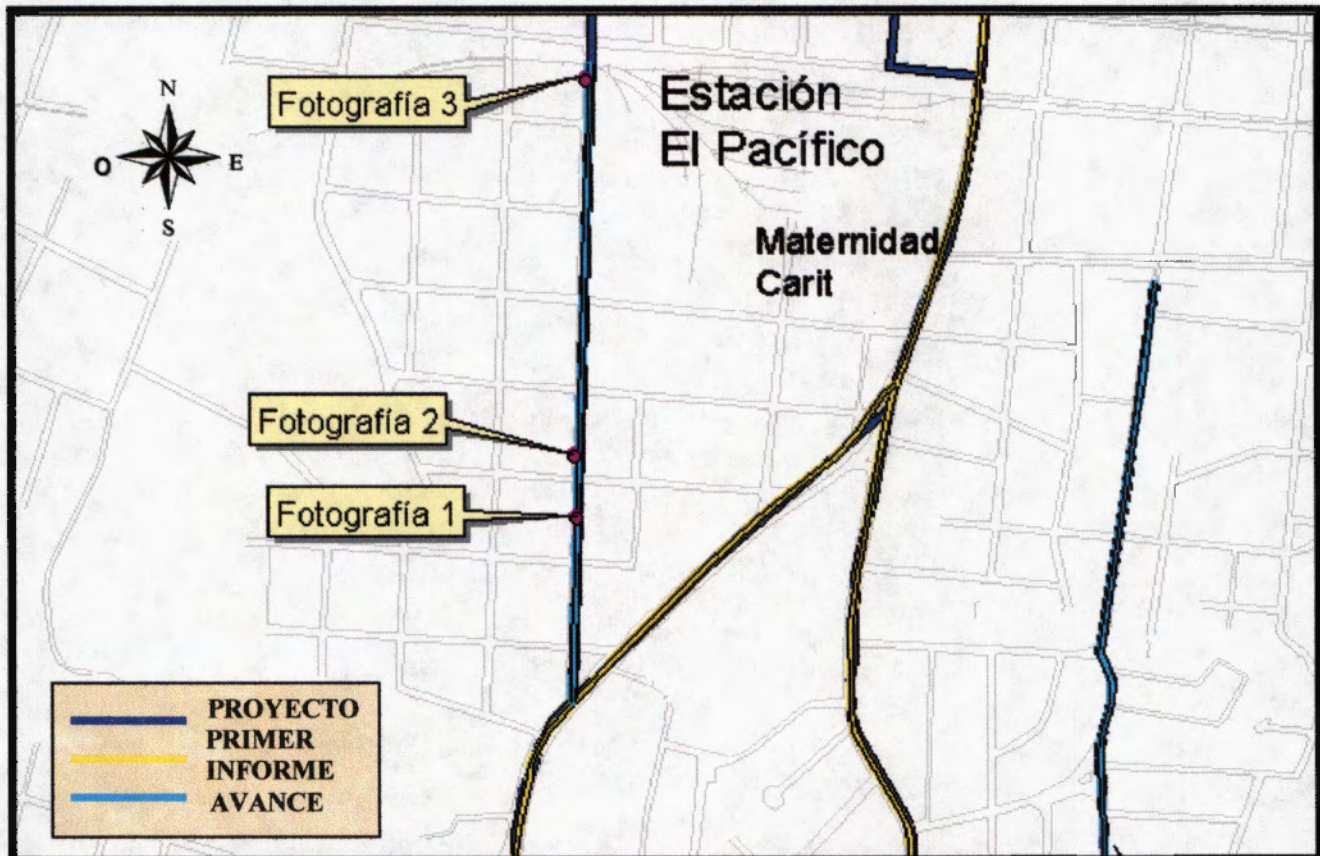 Fotografía 3
Estación
El Pacífico
N
O
E
S
Maternidad
Carit
Fotografía 2
Fotografía 1
PROYECTO
PRIMER
INFORME
AVANCE